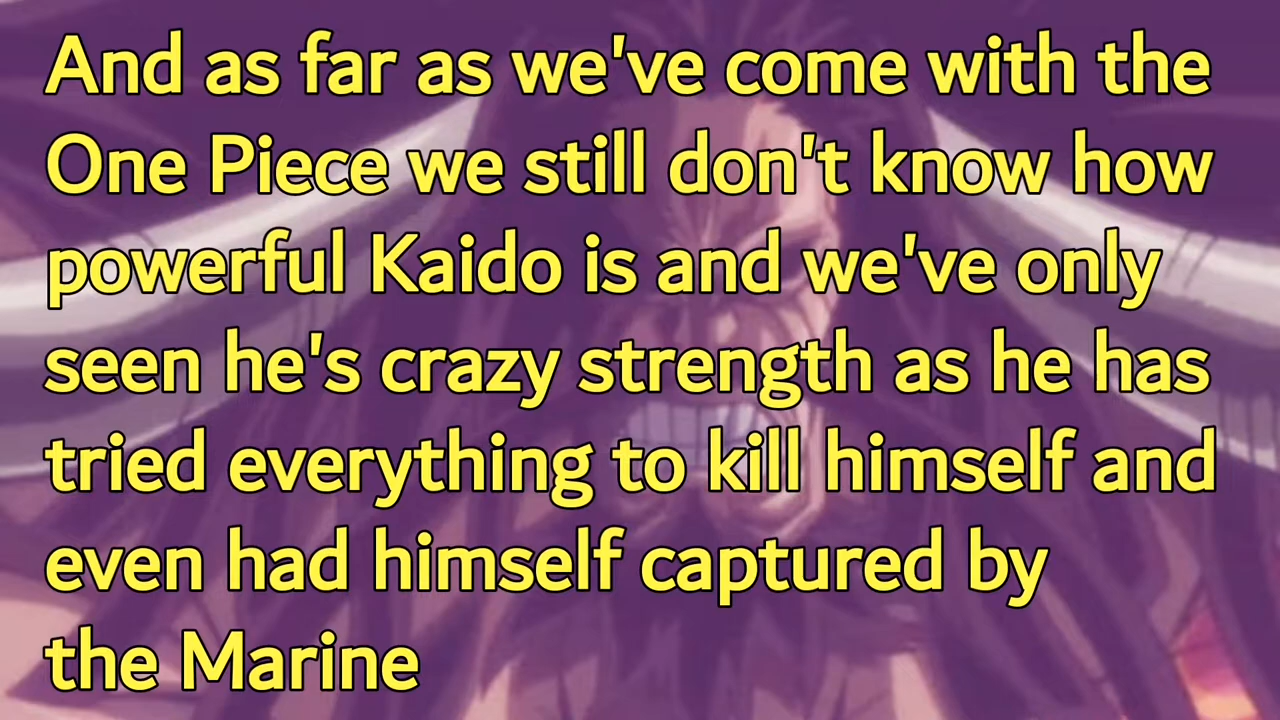 And as far as we've come with the
One Piece we still don't know how
powerful Kaido is and we've only
seen he's crazy strength as he has
tried everything to kill himself and
even had himself captured by
the Marine